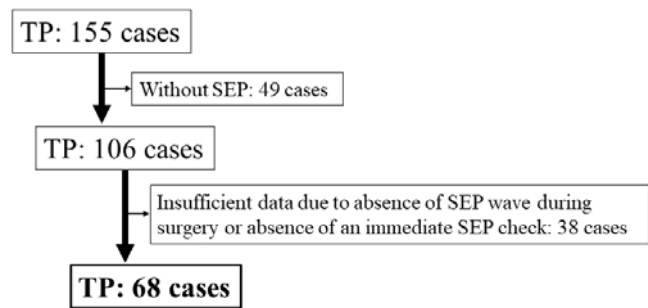 TP: 155 cases
Without SEP: 49 cases
TP: 106 cases
Insufficient data due to absence of SEP wave during
surgery or absence of an immediate SEP check: 38 cases
TP: 68 cases